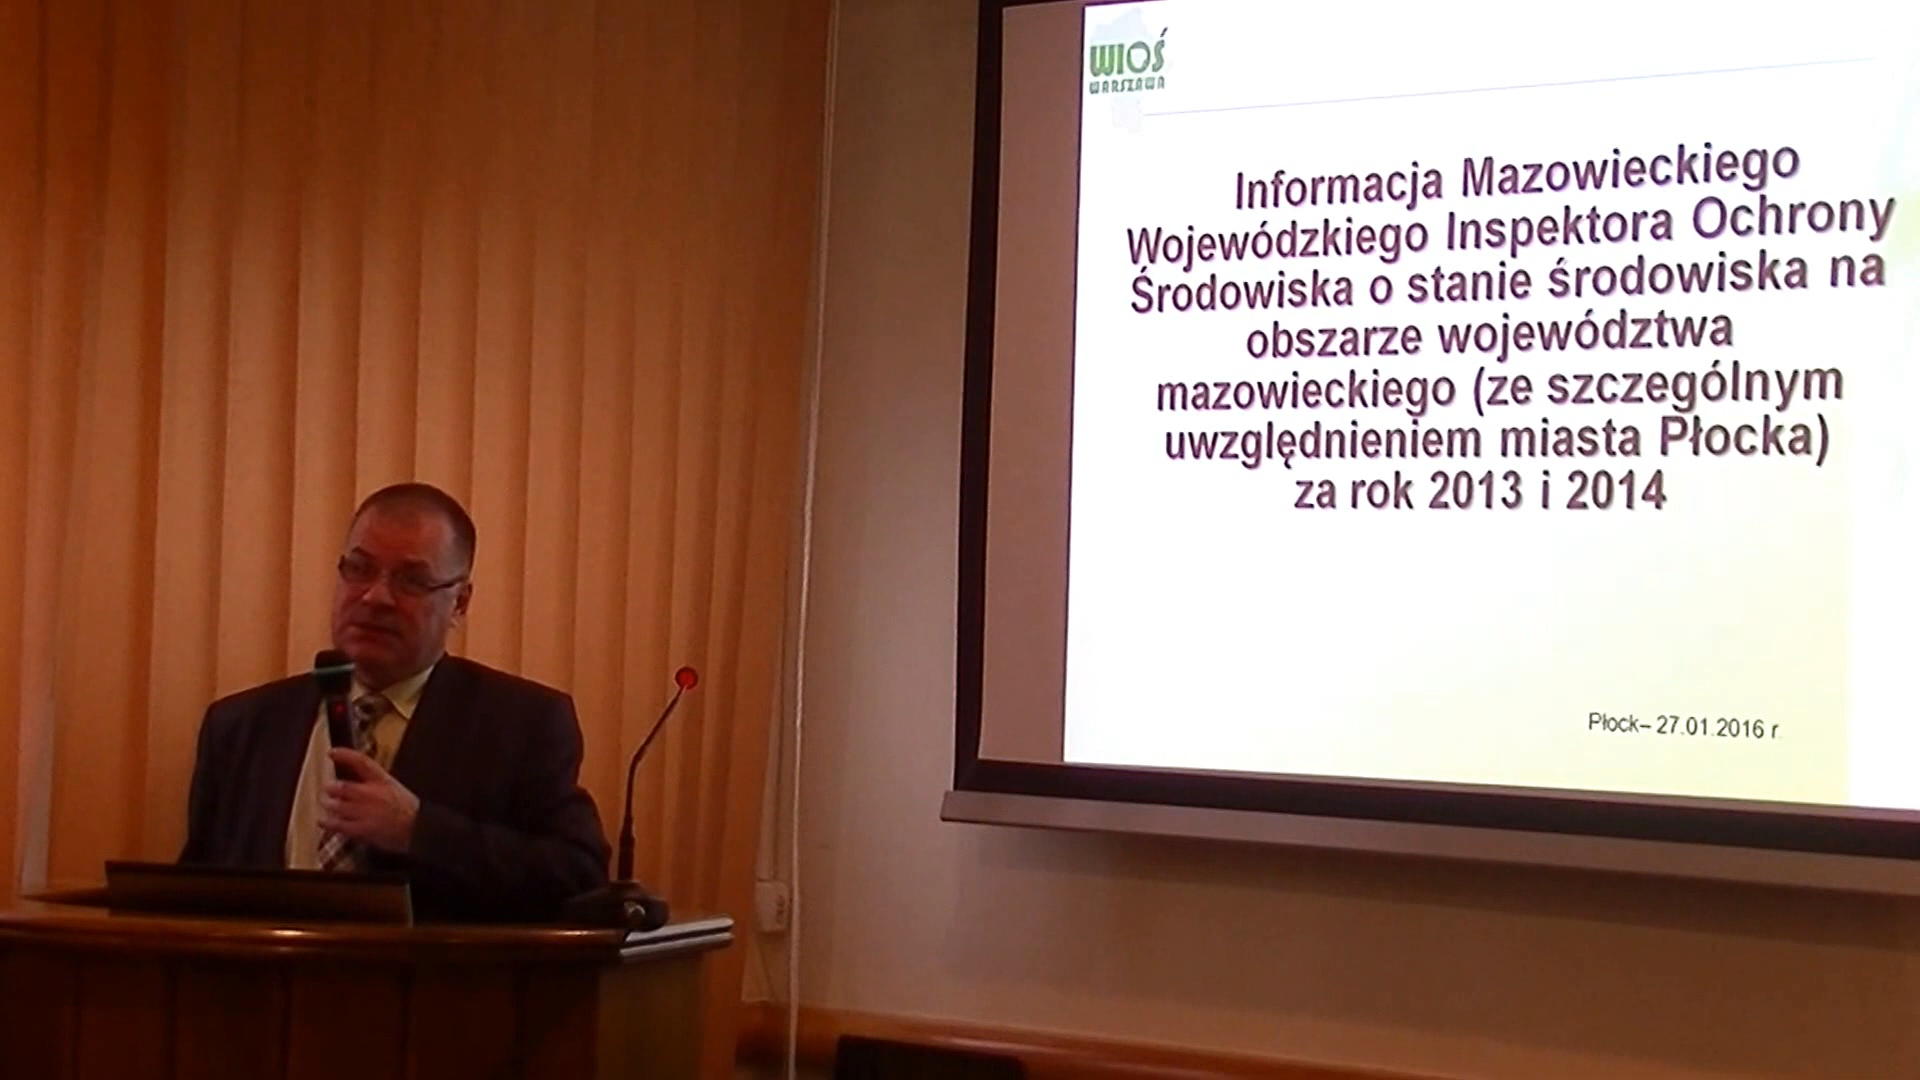 WIOŚ
WARSZAWA
Informacja Mazowieckiego
Wojewódzkiego Inspektora Ochrony
Środowiska o stanie środowiska na
obszarze województwa
mazowieckiego (ze szczególnym
uwzględnieniem miasta Płocka)
za rok 2013 i 2014
Płock– 27.01.2016 r.